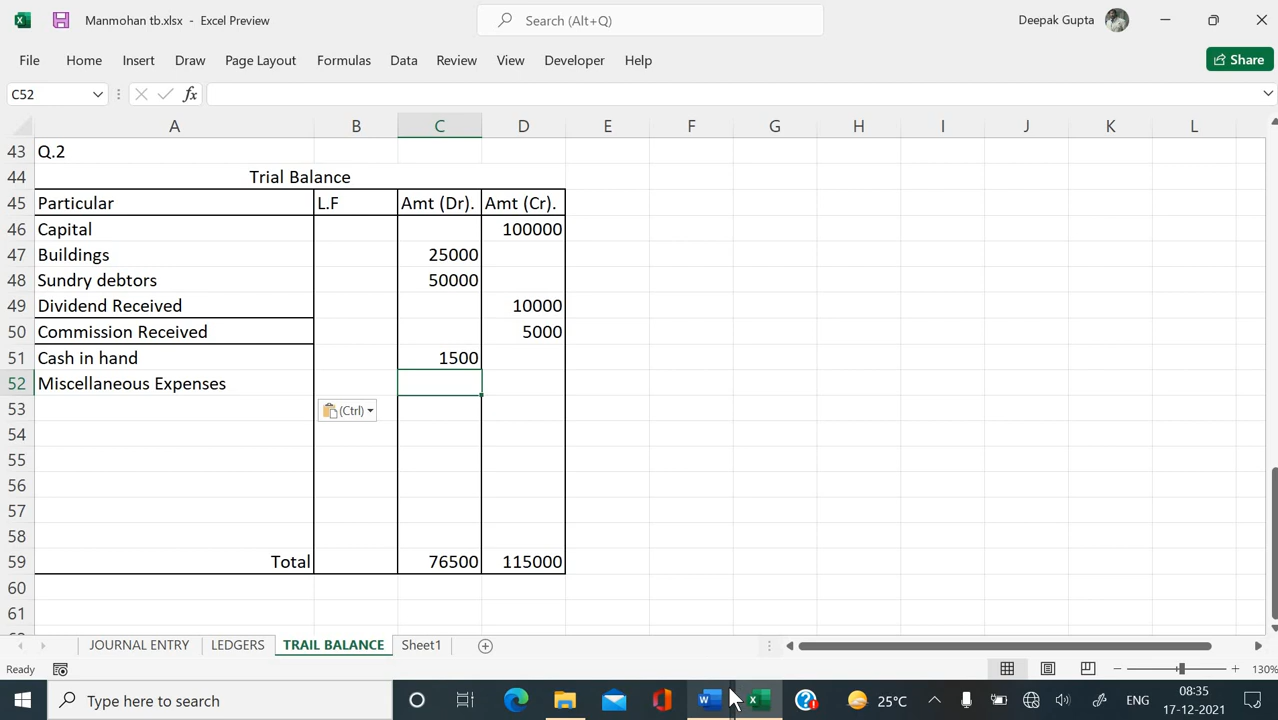 Manmohan tb.xlsx - Excel Preview
Search (Alt+Q)
Deepak Gupta
File Home Insert Draw Page Layout Formulas Data Review View Developer Help
Share
C52 fx
A B C D E F G H I J K L
43 Q.2
44 Trial Balance
45 Particular L.F Amt (Dr). Amt (Cr).
46 Capital 100000
47 Buildings 25000
48 Sundry debtors 50000
49 Dividend Received 10000
50 Commission Received 5000
51 Cash in hand 1500
52 Miscellaneous Expenses
53 (Ctrl)
54
55
56
57
58
59 Total 76500 115000
60
61
JOURNAL ENTRY LEDGERS TRAIL BALANCE Sheet1
Ready 130%
Type here to search
25°C
ENG
08:35
17-12-2021